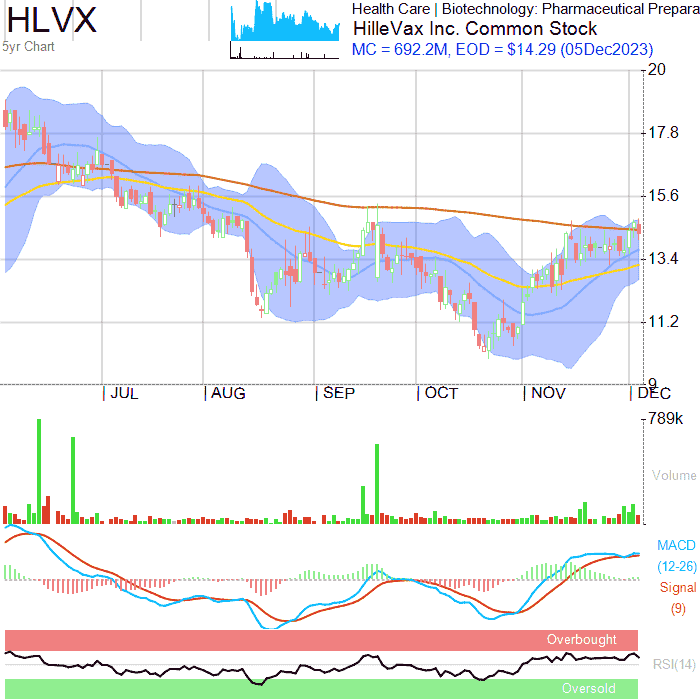 HLVX
5yr Chart
Health Care | Biotechnology: Pharmaceutical Prepara
HilleVax Inc. Common Stock
MC = 692.2M, EOD = $14.29 (05Dec2023)
20
17.8
15.6
13.4
11.2
9
JUL AUG SEP OCT NOV DEC
789k
Volume
MACD
(12-26)
Signal
(9)
Overbought
RSI(14)
Oversold